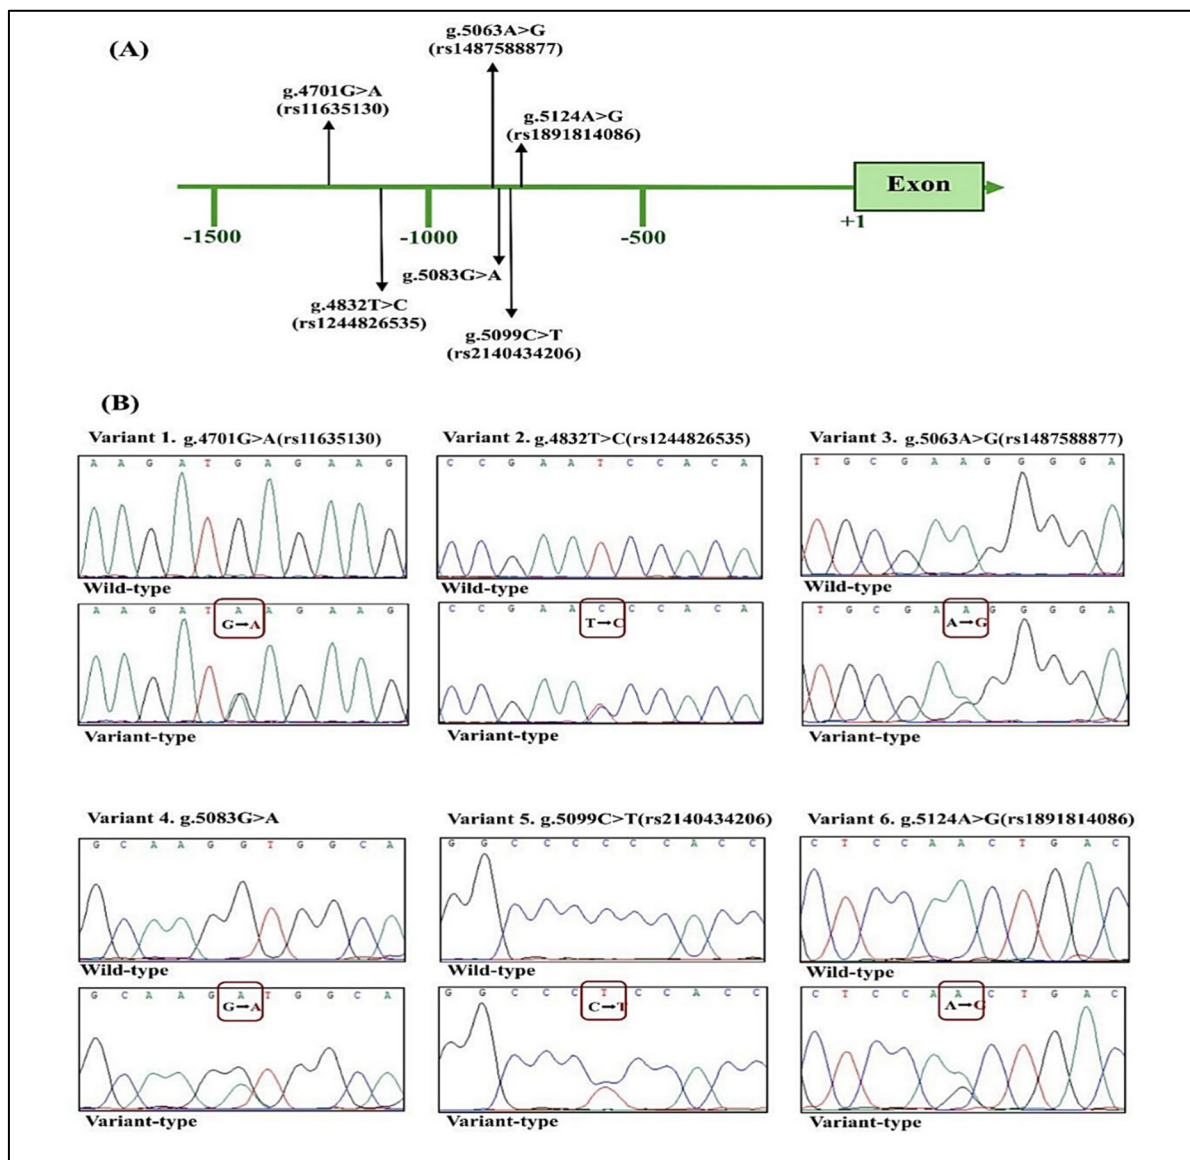 (A)
g.5063A>G
(rs1487588877)
g.4701G>A
(rs11635130)
g.5124A>G
(rs1891814086)
Exon
-1500
-1000
-500
+1
g.5083G>A
g.4832T>C
(rs1244826535)
g.5099C>T
(rs2140434206)
(B)
Variant 1. g.4701G>A(rs11635130)
A A G A T G A G A A G
Wild-type
A A G A T A A G A A G
G→A
Variant-type
Variant 2. g.4832T>C(rs1244826535)
C C G A A T C C A C A
Wild-type
C C G A A C C C A C A
T→C
Variant-type
Variant 3. g.5063A>G(rs1487588877)
T G C G A A G G G G A
Wild-type
T G C G A A G G G G A
A→G
Variant-type
Variant 4. g.5083G>A
G C A A G G T G G C A
Wild-type
G C A A G A T G G C A
G→A
Variant-type
Variant 5. g.5099C>T(rs2140434206)
G G C C C C C C A C C
Wild-type
G G C C C T C C A C C
C→T
Variant-type
Variant 6. g.5124A>G(rs1891814086)
C T C C A A C T G A C
Wild-type
C T C C A A C T G A C
A→G
Variant-type